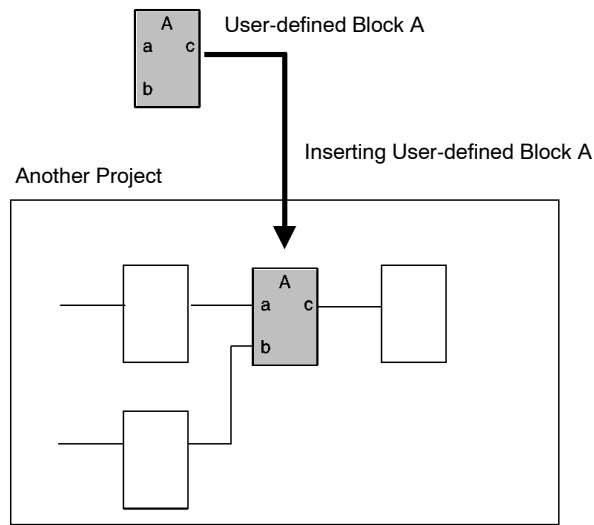 A
a c
b
User-defined Block A
Inserting User-defined Block A
Another Project
A
a c
b